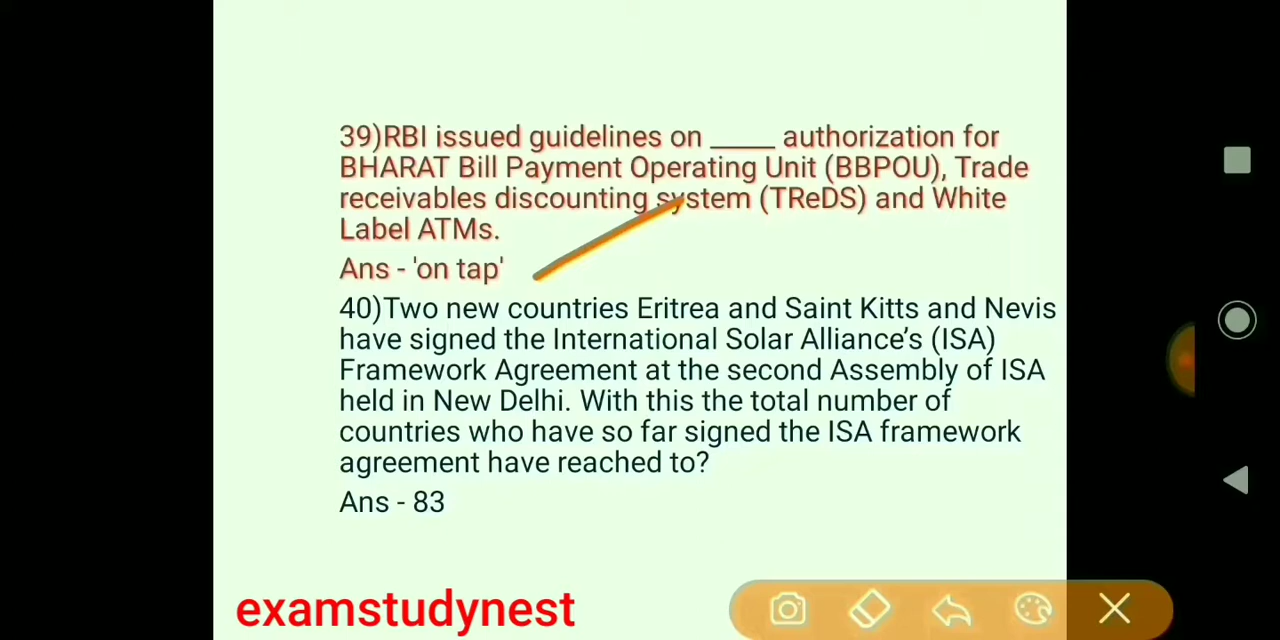 39)RBI issued guidelines on _____ authorization for
BHARAT Bill Payment Operating Unit (BBPOU), Trade
receivables discounting system (TReDS) and White
Label ATMs.
Ans - 'on tap'
40)Two new countries Eritrea and Saint Kitts and Nevis
have signed the International Solar Alliance’s (ISA)
Framework Agreement at the second Assembly of ISA
held in New Delhi. With this the total number of
countries who have so far signed the ISA framework
agreement have reached to?
Ans - 83
examstudynest